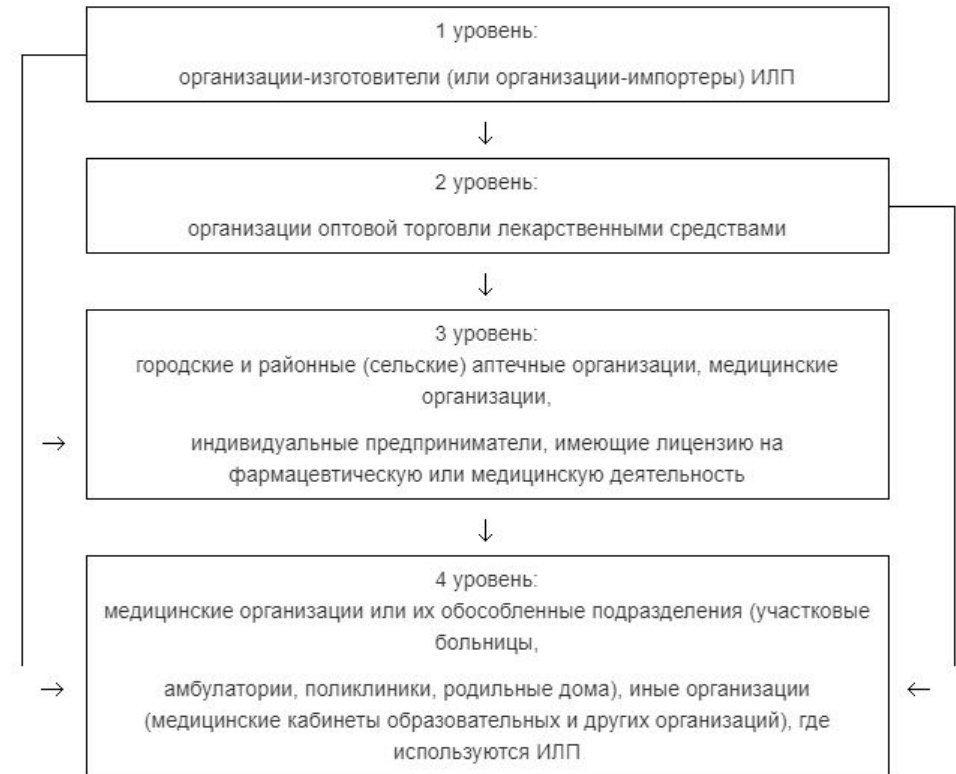 1 уровень:
организации-изготовители (или организации-импортеры) ИЛП
↓
2 уровень:
организации оптовой торговли лекарственными средствами
↓
3 уровень:
городские и районные (сельские) аптечные организации, медицинские
организации,
→
индивидуальные предприниматели, имеющие лицензию на
фармацевтическую или медицинскую деятельность
↓
4 уровень:
медицинские организации или их обособленные подразделения (участковые
больницы,
→
амбулатории, поликлиники, родильные дома), иные организации
←
(медицинские кабинеты образовательных и других организаций), где
используются ИЛП